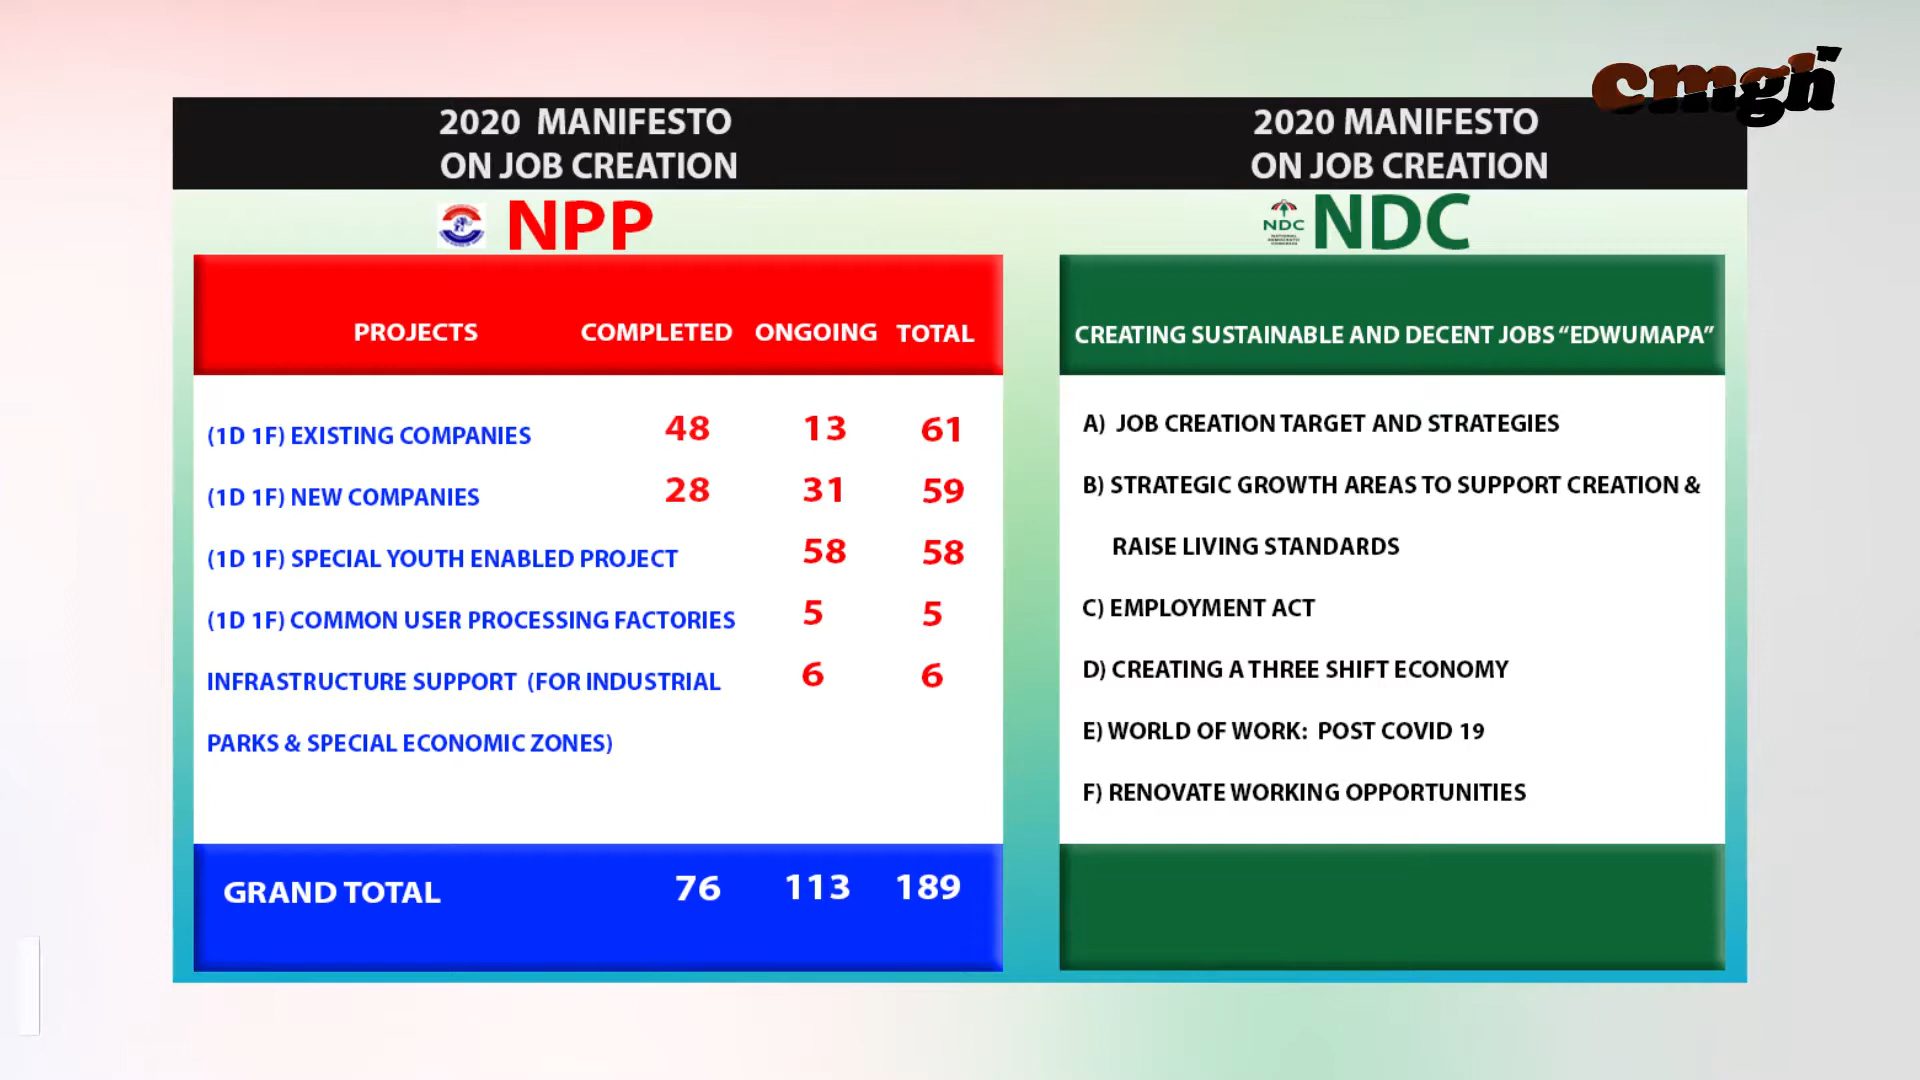 cmgh
2020 MANIFESTO
ON JOB CREATION
NPP
PROJECTS COMPLETED ONGOING TOTAL
(1D 1F) EXISTING COMPANIES 48 13 61
(1D 1F) NEW COMPANIES 28 31 59
(1D 1F) SPECIAL YOUTH ENABLED PROJECT 58 58
(1D 1F) COMMON USER PROCESSING FACTORIES 5 5
INFRASTRUCTURE SUPPORT (FOR INDUSTRIAL 6 6
PARKS & SPECIAL ECONOMIC ZONES)
GRAND TOTAL 76 113 189
2020 MANIFESTO
ON JOB CREATION
NDC
NDC
CREATING SUSTAINABLE AND DECENT JOBS “EDWUMAPA”
A) JOB CREATION TARGET AND STRATEGIES
B) STRATEGIC GROWTH AREAS TO SUPPORT CREATION &
RAISE LIVING STANDARDS
C) EMPLOYMENT ACT
D) CREATING A THREE SHIFT ECONOMY
E) WORLD OF WORK: POST COVID 19
F) RENOVATE WORKING OPPORTUNITIES